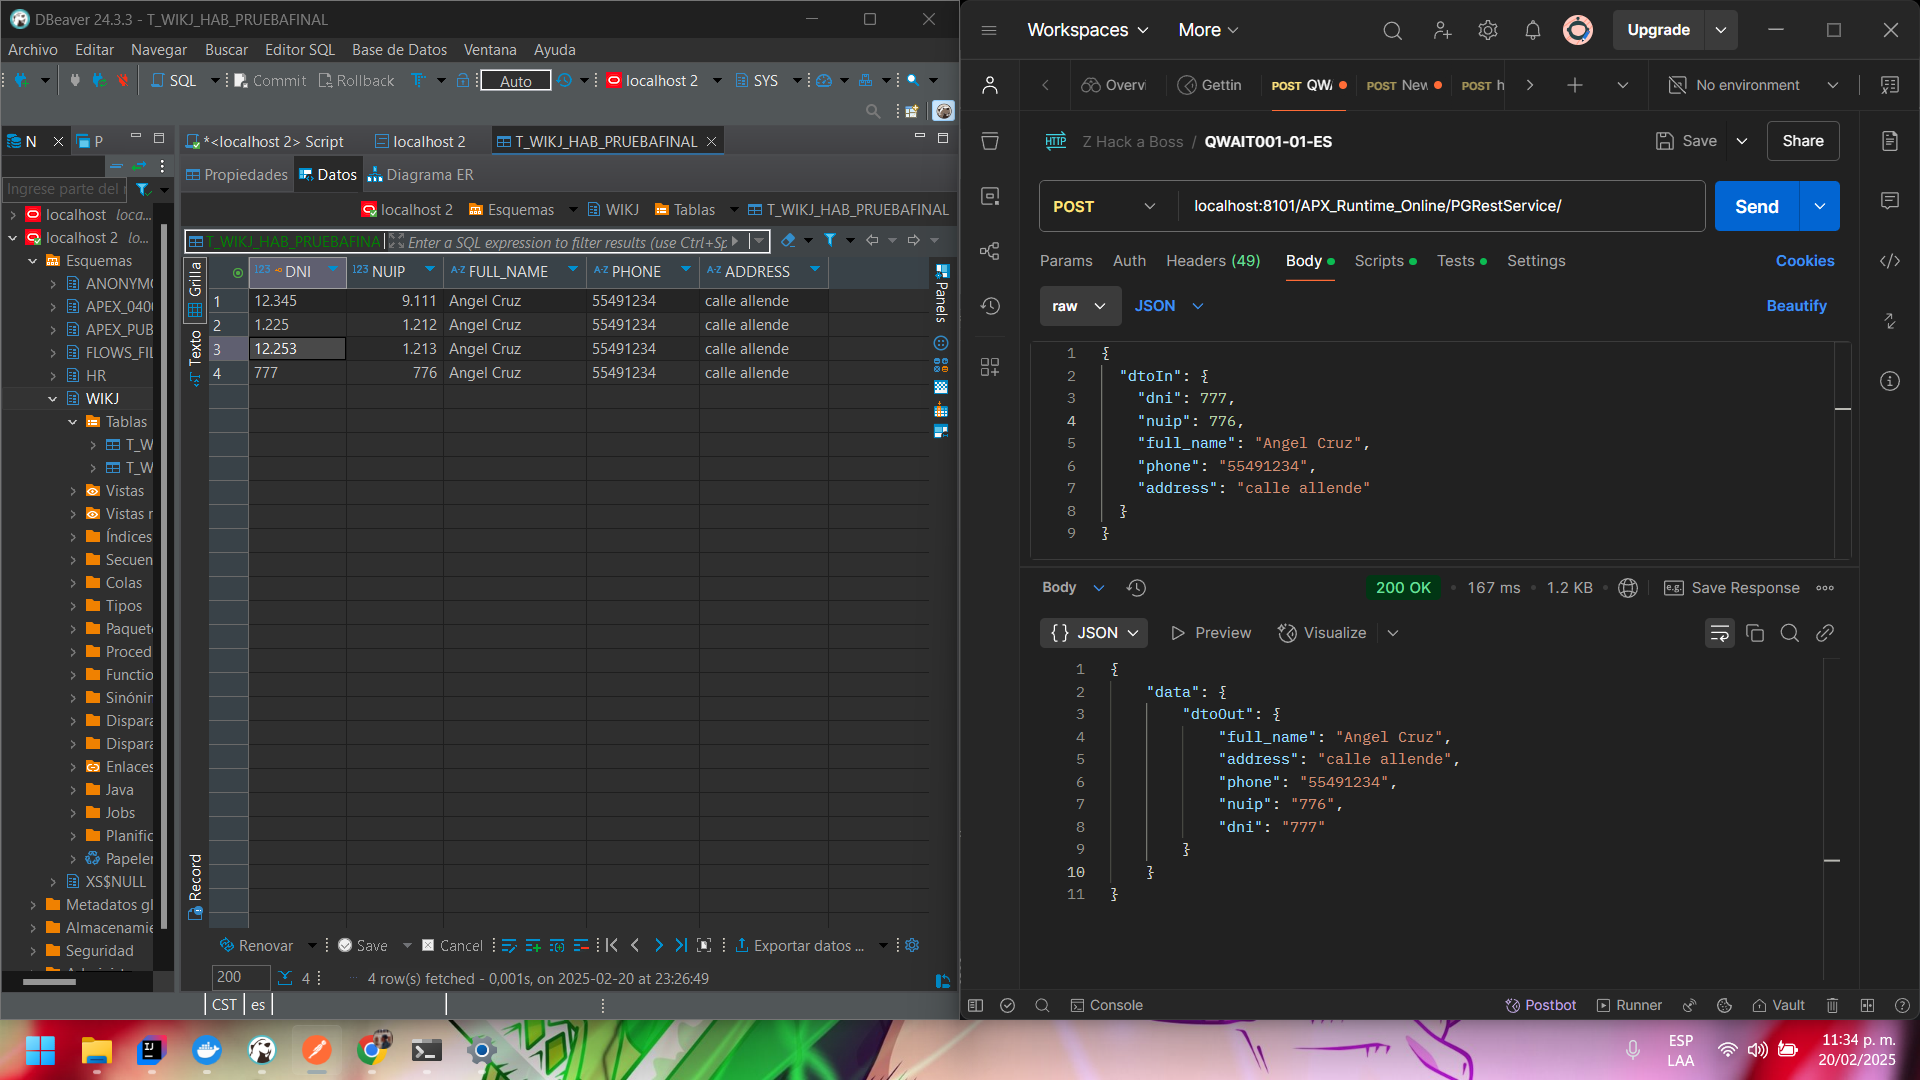 DBeaver 24.3.3 - T_WIKJ_HAB_PRUEBAFINAL
Archivo Editar Navegar Buscar Editor SQL Base de Datos Ventana Ayuda
SQL Commit Rollback Auto localhost 2 SYS
N P
*<localhost 2> Script localhost 2 T_WIKJ_HAB_PRUEBAFINAL
Propiedades Datos Diagrama ER
localhost 2 Esquemas WIKJ Tablas T_WIKJ_HAB_PRUEBAFINAL
T_WIKJ_HAB_PRUEBAFINA Enter a SQL expression to filter results (use Ctrl+Sp
Ingrese parte del
localhost loca...
localhost 2 lo...
Esquemas
ANONYM
APEX_040
APEX_PUB
FLOWS_FIL
HR
WIKJ
Tablas
T_W
T_W
Vistas
Vistas
Índices
Secuen
Colas
Tipos
Paquet
Proced
Functio
Sinónir
Dispara
Dispara
Enlaces
Java
Jobs
Planific
Papeler
XS$NULL
Metadatos gl
Almacenamie
Seguridad
Grilla
Texto
Record
Panels
123 DNI 123 NUIP A-Z FULL_NAME A-Z PHONE A-Z ADDRESS
1 12.345 9.111 Angel Cruz 55491234 calle allende
2 1.225 1.212 Angel Cruz 55491234 calle allende
3 12.253 1.213 Angel Cruz 55491234 calle allende
4 777 776 Angel Cruz 55491234 calle allende
Renovar Save Cancel Exportar datos ...
200 4 4 row(s) fetched - 0,001s, on 2025-02-20 at 23:26:49
CST es
Workspaces More Upgrade
Overvi Gettin POST QWA POST New POST h No environment
HTTP Z Hack a Boss / QWAIT001-01-ES Save Share
POST localhost:8101/APX_Runtime_Online/PGRestService/ Send
Params Auth Headers (49) Body Scripts Tests Settings Cookies
raw JSON Beautify
1 {
2 "dtoIn": {
3 "dni": 777,
4 "nuip": 776,
5 "full_name": "Angel Cruz",
6 "phone": "55491234",
7 "address": "calle allende"
8 }
9 }
Body 200 OK 167 ms 1.2 KB e.g. Save Response
{} JSON Preview Visualize
1 {
2 "data": {
3 "dtoOut": {
4 "full_name": "Angel Cruz",
5 "address": "calle allende",
6 "phone": "55491234",
7 "nuip": "776",
8 "dni": "777"
9 }
10 }
11 }
Console Postbot Runner Vault
ESP
LAA
11:34 p. m.
20/02/2025